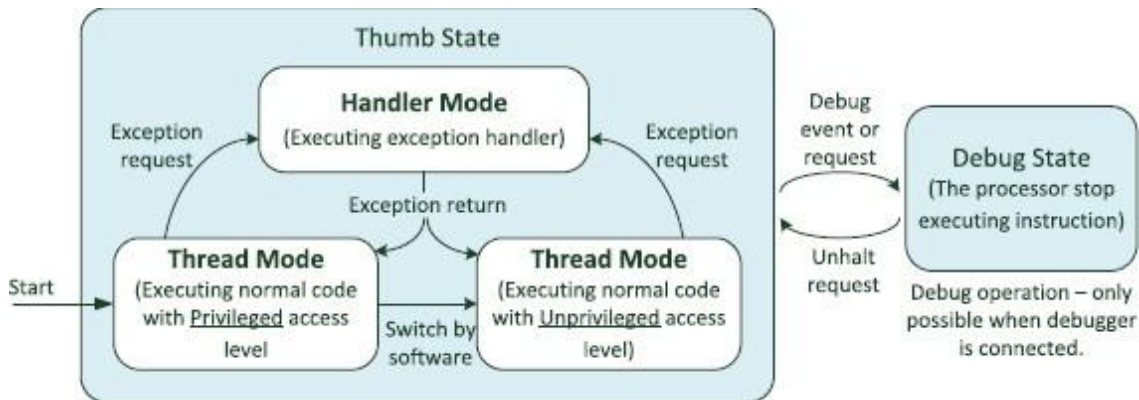 Thumb State
Handler Mode
(Executing exception handler)
Exception
request
Exception
request
Exception return
Start
Thread Mode
(Executing normal code
with Privileged access
level
Switch by
software
Thread Mode
(Executing normal code
with Unprivileged access
level)
Debug
event or
request
Unhalt
request
Debug State
(The processor stop
executing instruction)
Debug operation – only
possible when debugger
is connected.